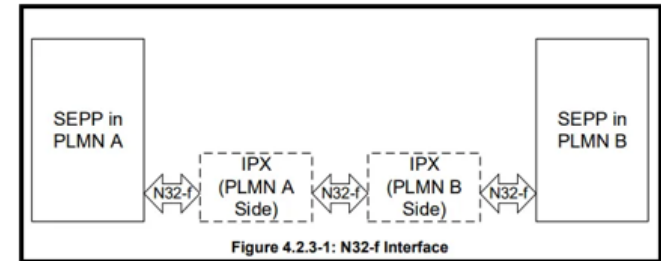 SEPP in
PLMN A
N32-f
IPX
(PLMN A
Side)
N32-f
IPX
(PLMN B
Side)
N32-f
SEPP in
PLMN B
Figure 4.2.3-1: N32-f Interface